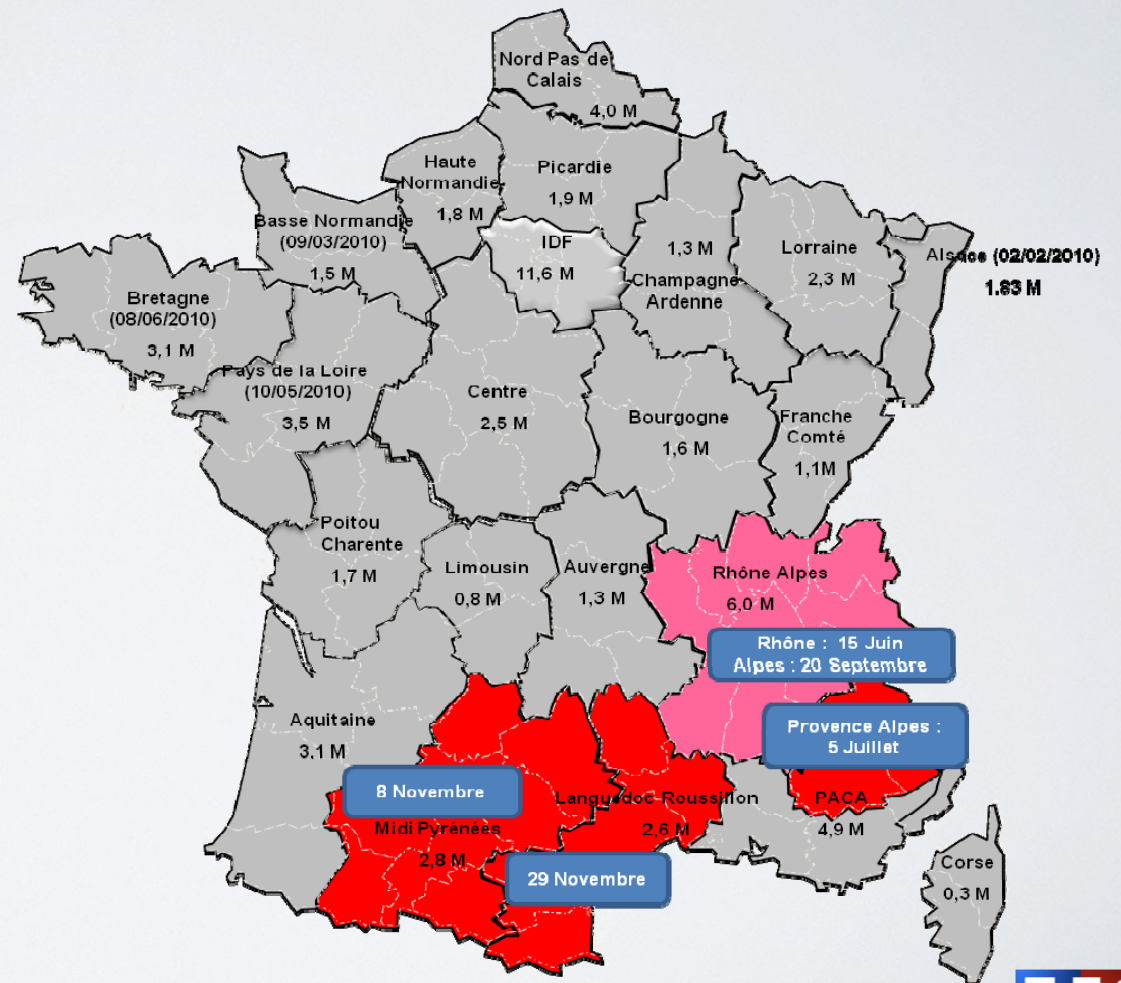 Nord Pas de
Calais
4,0 M
Haute
Normandie
1,8 M
Picardie
1,9 M
Basse Normandie
(09/03/2010)
1,5 M
IDF
11,6 M
1,3 M
Champagne
Ardenne
Lorraine
2,3 M
Alsace (02/02/2010)
1.83 M
Bretagne
(08/06/2010)
3,1 M
Pays de la Loire
(10/05/2010)
3,5 M
Centre
2,5 M
Bourgogne
1,6 M
Franche
Comté
1,1M
Poitou
Charente
1,7 M
Limousin
0,8 M
Auvergne
1,3 M
Rhône Alpes
6,0 M
Rhône : 15 Juin
Alpes : 20 Septembre
Aquitaine
3,1 M
Provence Alpes :
5 Juillet
8 Novembre
Languedoc Roussillon
2,6 M
PACA
4,9 M
Midi Pyrénées
2,8 M
29 Novembre
Corse
0,3 M